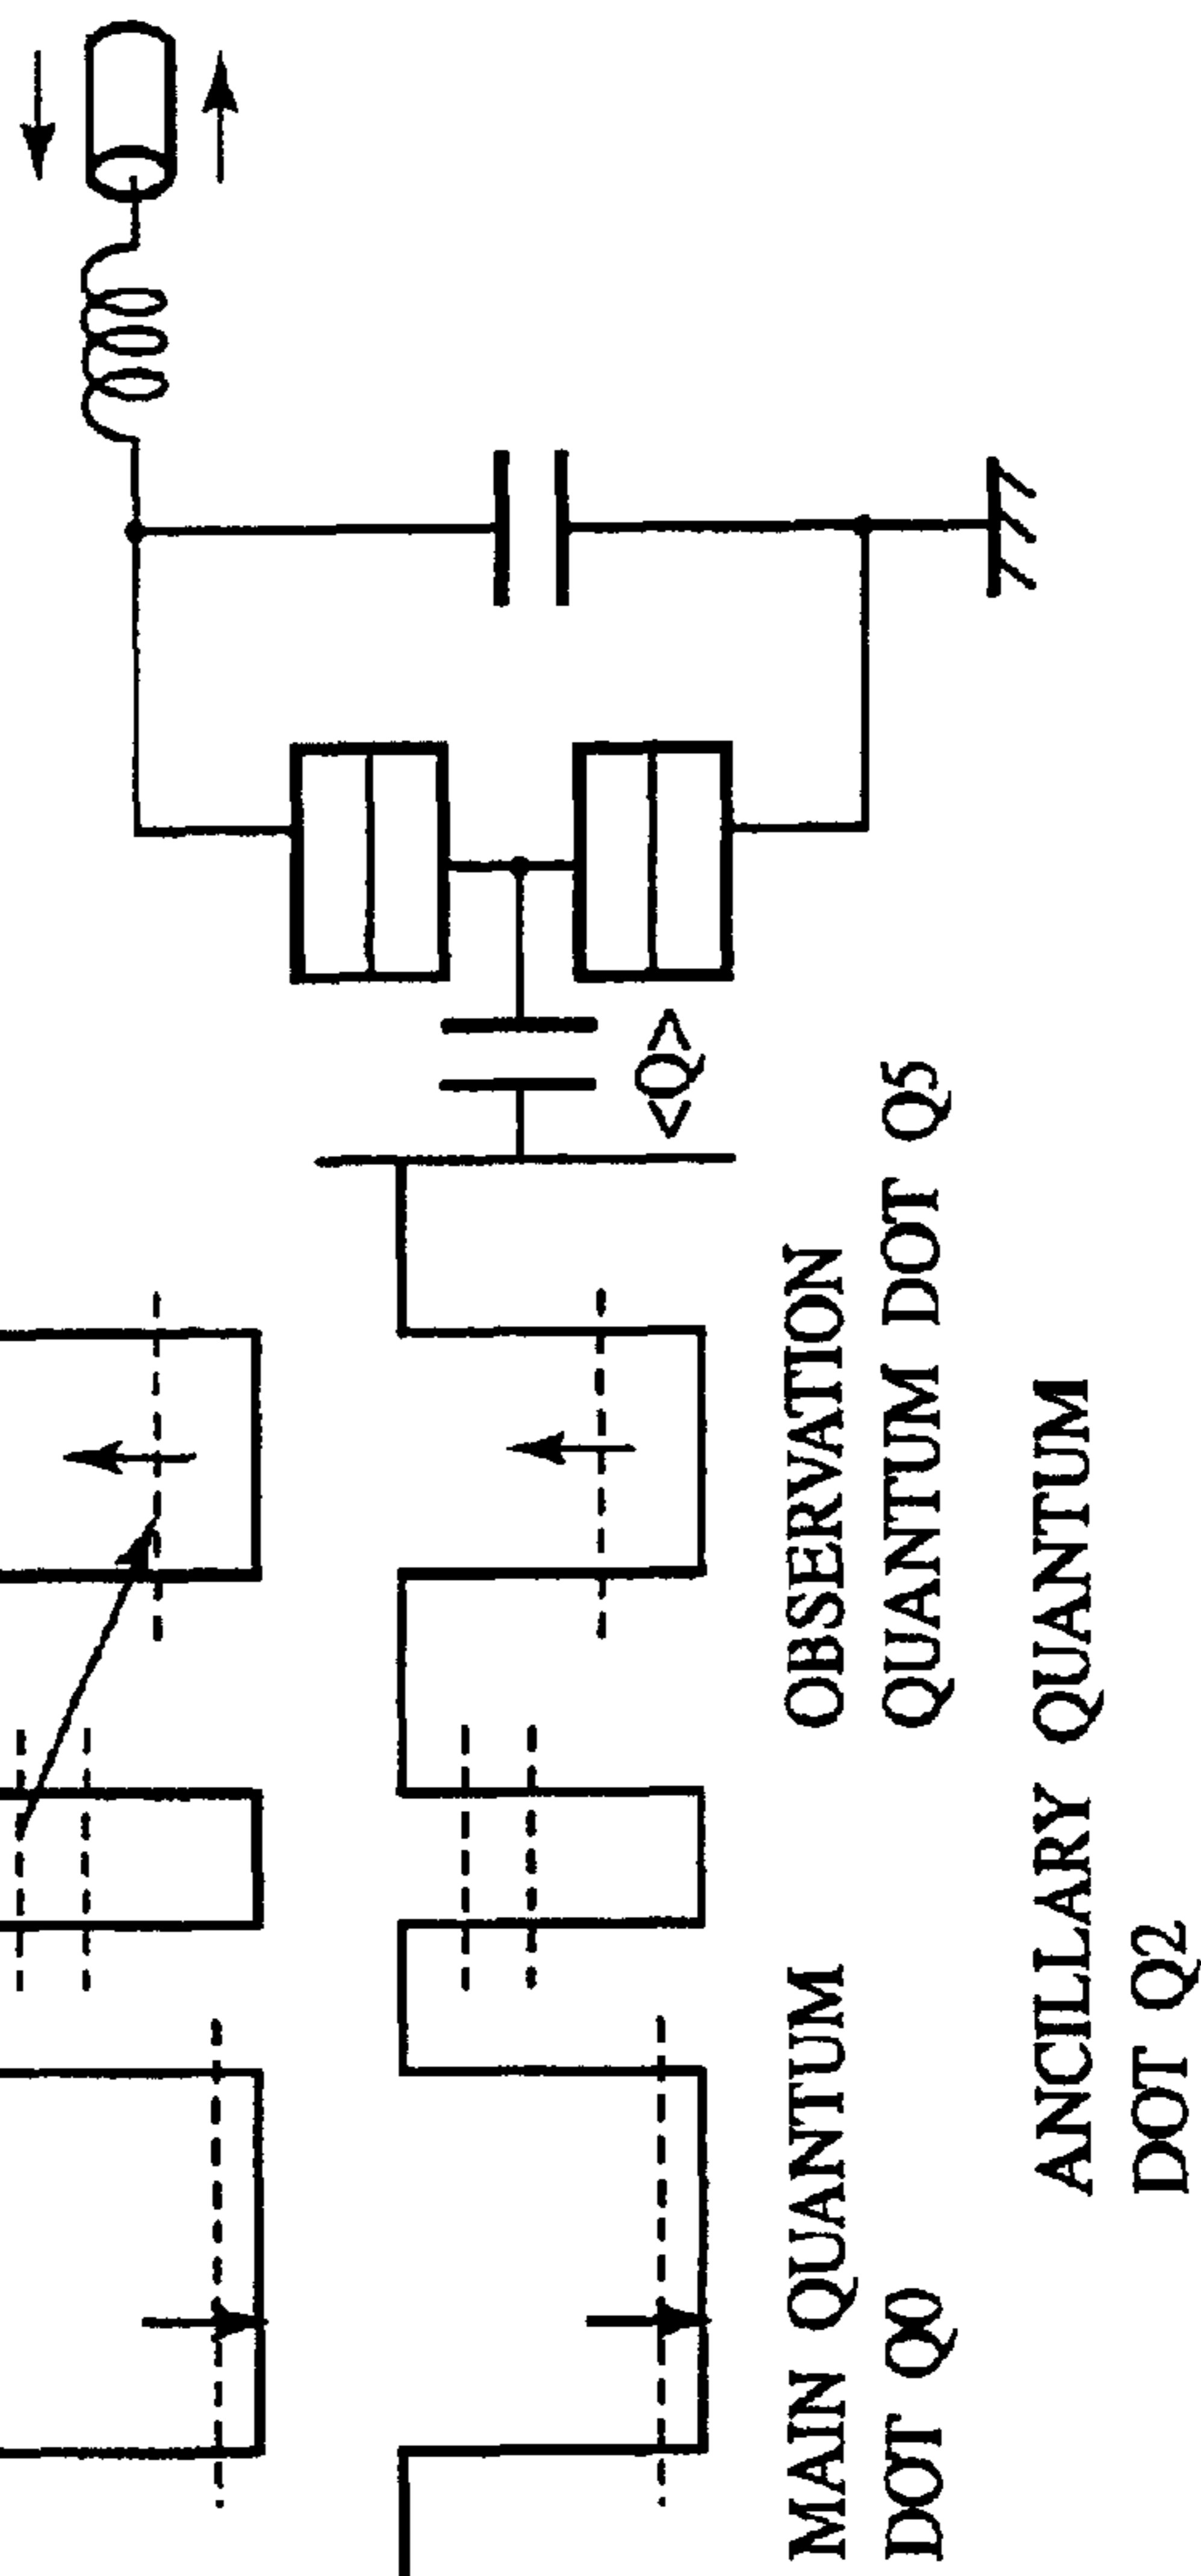 <Q>
MAIN QUANTUM
DOT Q0
OBSERVATION
QUANTUM DOT Q5
ANCILLARY QUANTUM
DOT Q2